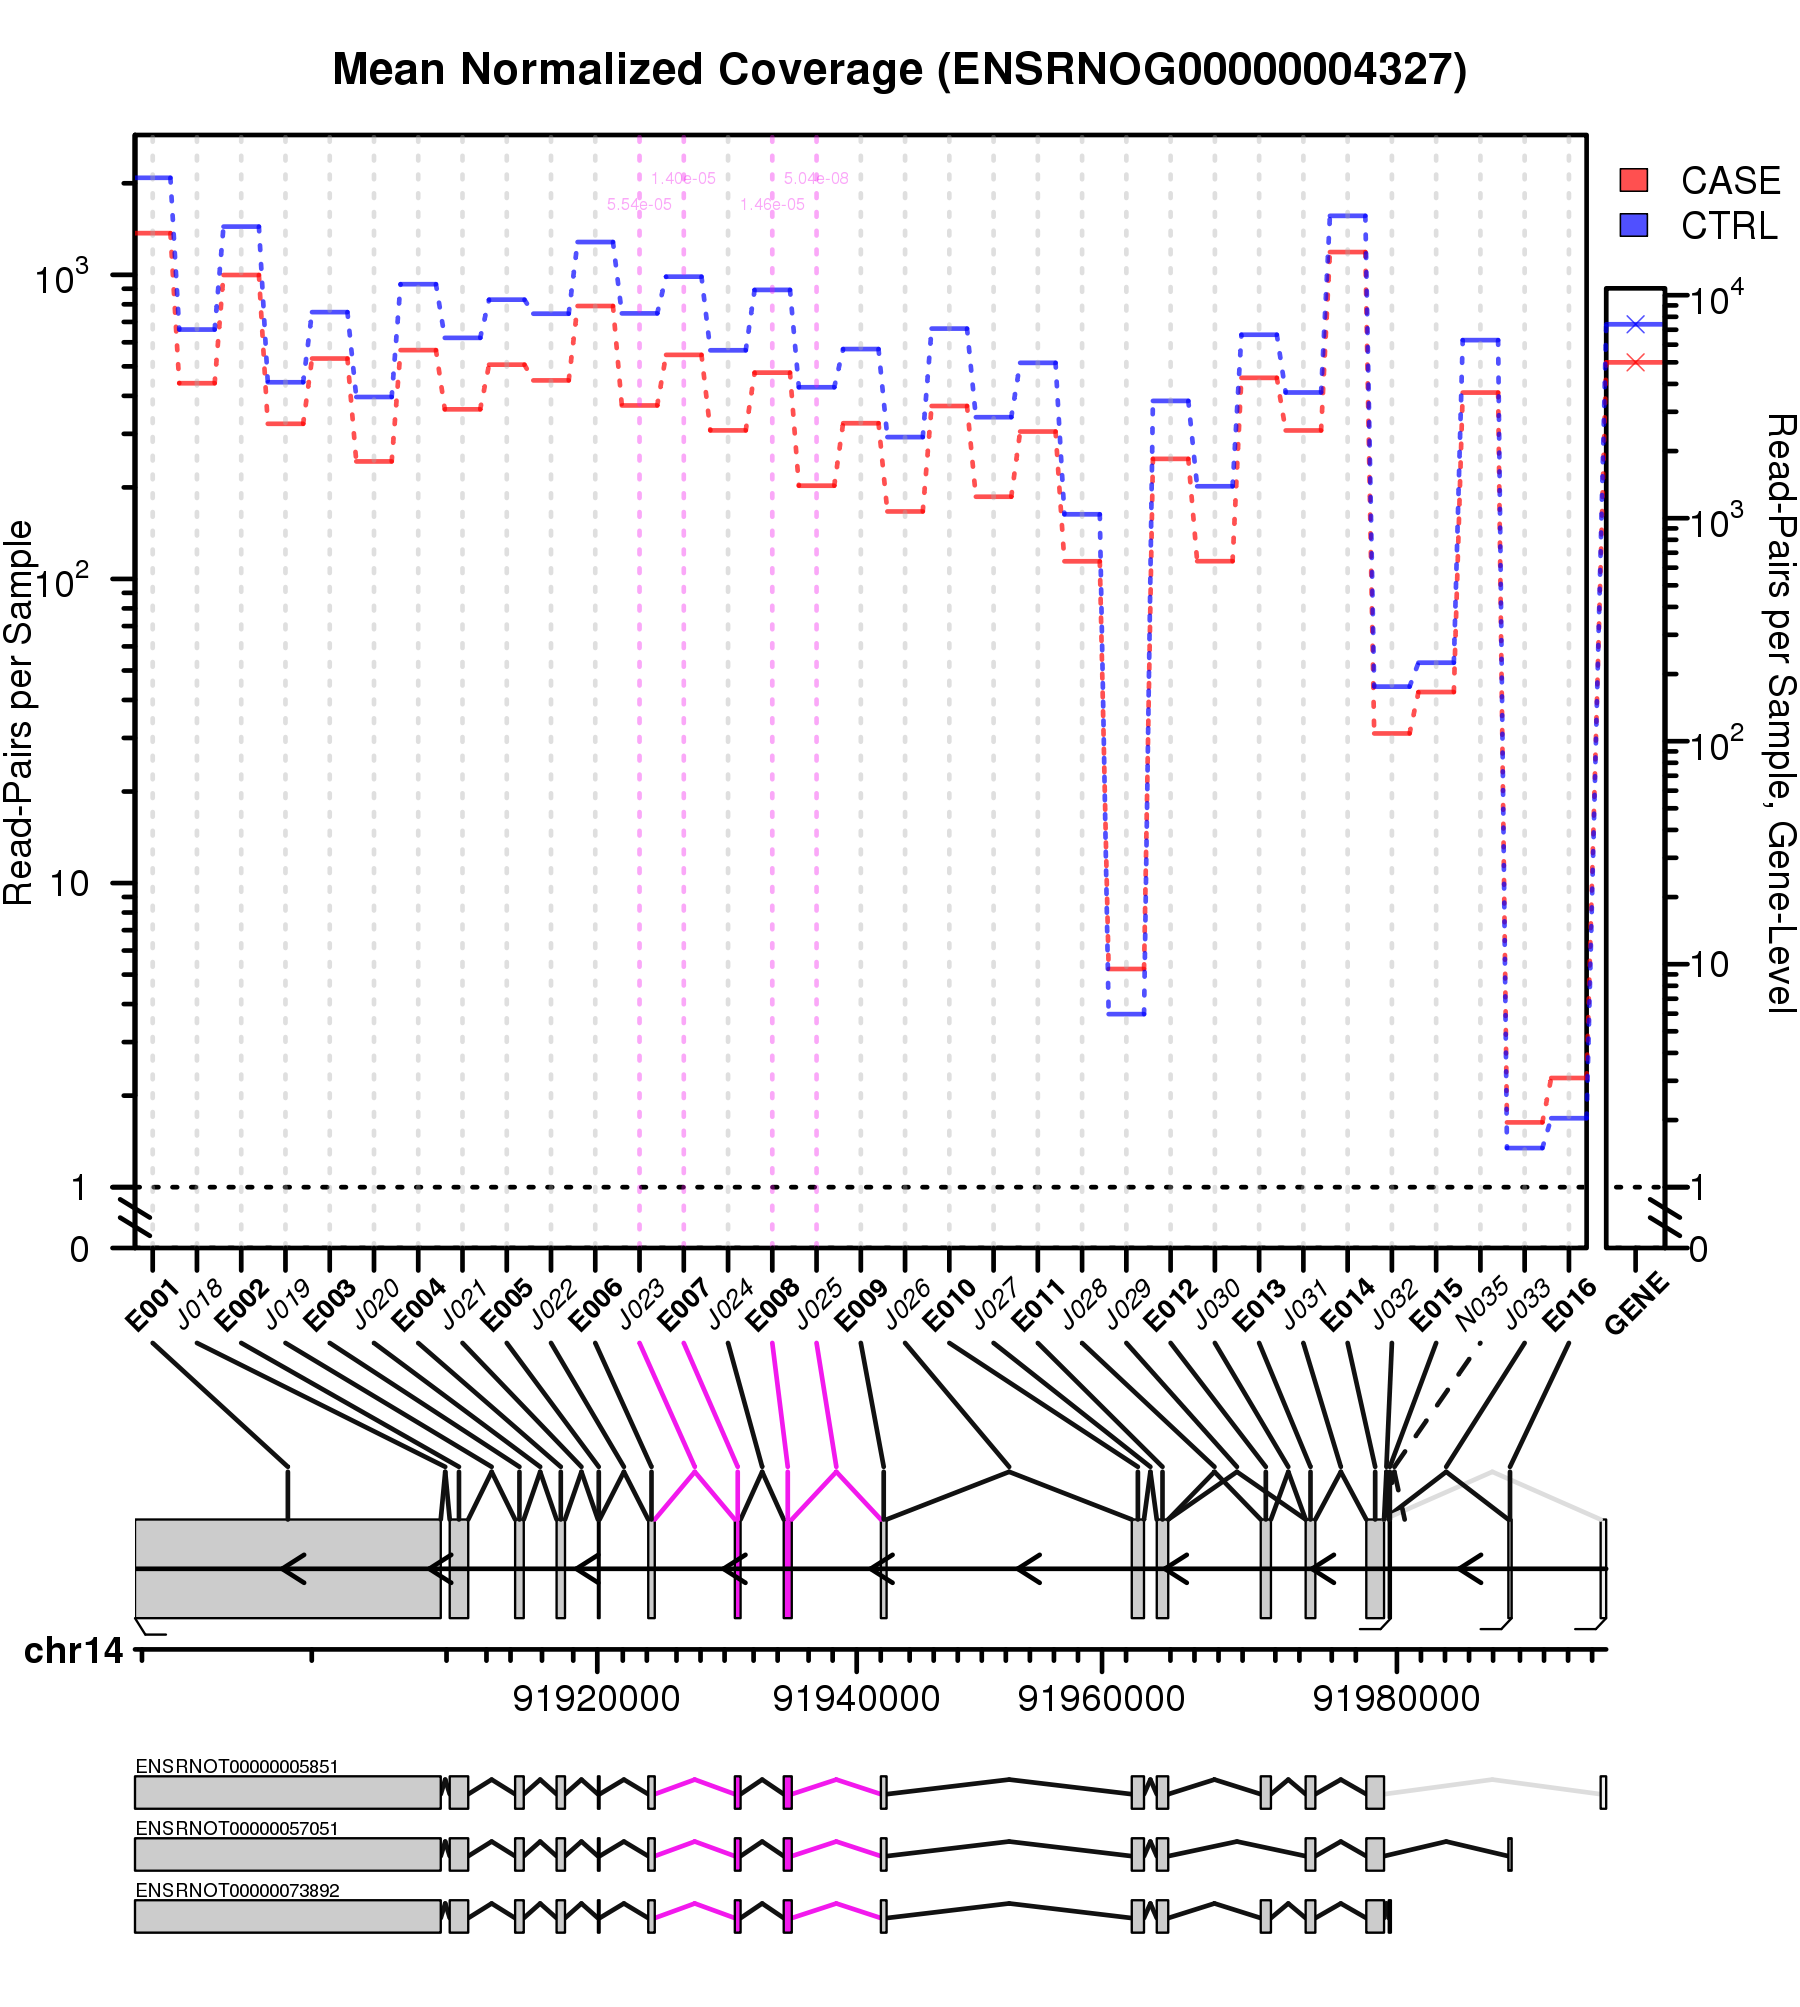 Mean Normalized Coverage (ENSRNOG00000004327)
CASE
CTRL
1.40e-05 5.04e-08
5.54e-05 1.46e-05
Read-Pairs per Sample
10^3
10^2
10
1
0
10^4
10^3
10^2
10
1
0
Read-Pairs per Sample, Gene-Level
E001 J018 E002 J019 E003 J020 E004 J021 E005 J022 E006 J023 E007 J024 E008 J025 E009 J026 E010 J027 E011 J028 J029 E012 J030 E013 J031 E014 J032 E015 N035 J033 E016 GENE
chr14
91920000 91940000 91960000 91980000
ENSRNOT00000005851
ENSRNOT00000057051
ENSRNOT00000073892